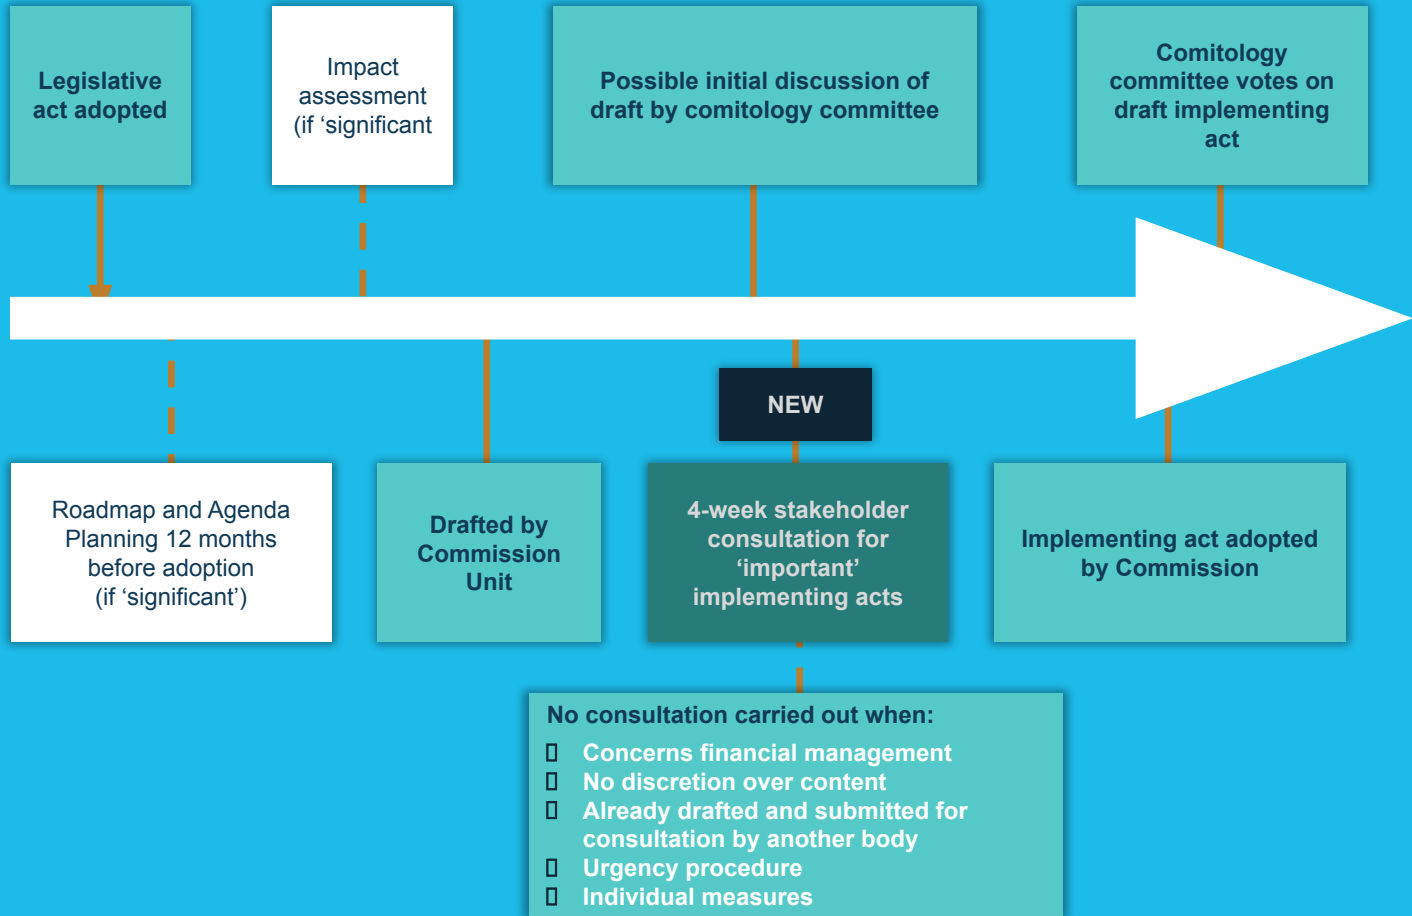 Legislative
act adopted
Impact
assessment
(if ‘significant
Possible initial discussion of
draft by comitology committee
Comitology
committee votes on
draft implementing
act
NEW
Roadmap and Agenda
Planning 12 months
before adoption
(if ‘significant’)
Drafted by
Commission
Unit
4-week stakeholder
consultation for
‘important’
implementing acts
Implementing act adopted
by Commission
No consultation carried out when:
Concerns financial management
No discretion over content
Already drafted and submitted for
consultation by another body
Urgency procedure
Individual measures